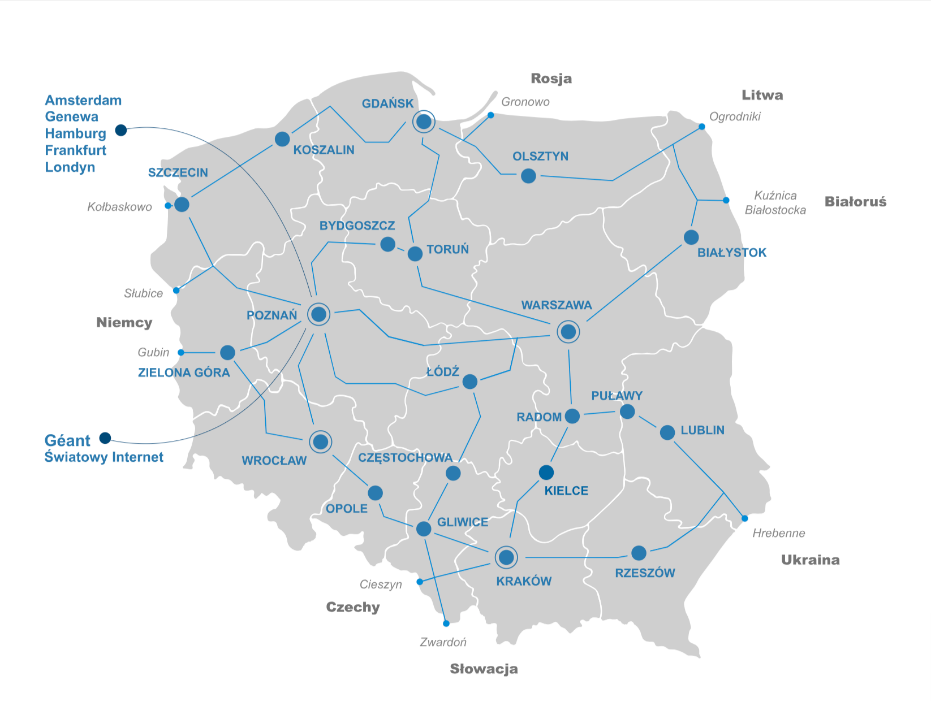 Rosja
Litwa
Amsterdam
Genewa
Hamburg
Frankfurt
Londyn
GDAŃSK
Gronowo
Ogrodniki
KOSZALIN
OLSZTYN
SZCZECIN
Kołbaskowo
Kuźnica
Białostocka
Białoruś
BYDGOSZCZ
TORUŃ
BIAŁYSTOK
Słubice
WARSZAWA
POZNAŃ
Niemcy
Gubin
ZIELONA GÓRA
ŁÓDŹ
PUŁAWY
RADOM
LUBLIN
Géant
Światowy Internet
WROCŁAW
CZĘSTOCHOWA
KIELCE
OPOLE
GLIWICE
Hrebenne
Ukraina
RZESZÓW
KRAKÓW
Cieszyn
Czechy
Zwardoń
Słowacja